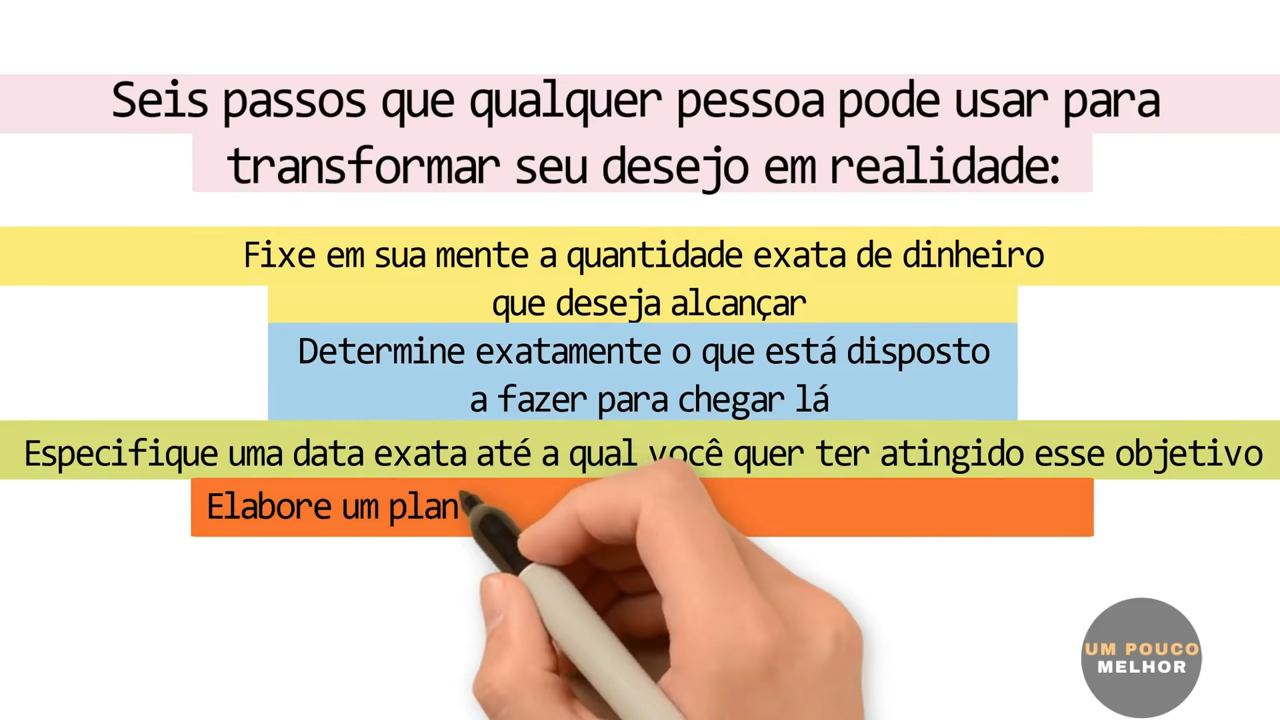 Seis passos que qualquer pessoa pode usar para
transformar seu desejo em realidade:
Fixe em sua mente a quantidade exata de dinheiro
que deseja alcançar
Determine exatamente o que está disposto
a fazer para chegar lá
Especifique uma data exata até a qual você quer ter atingido esse objetivo
Elabore um plan
UM POUCO
MELHOR